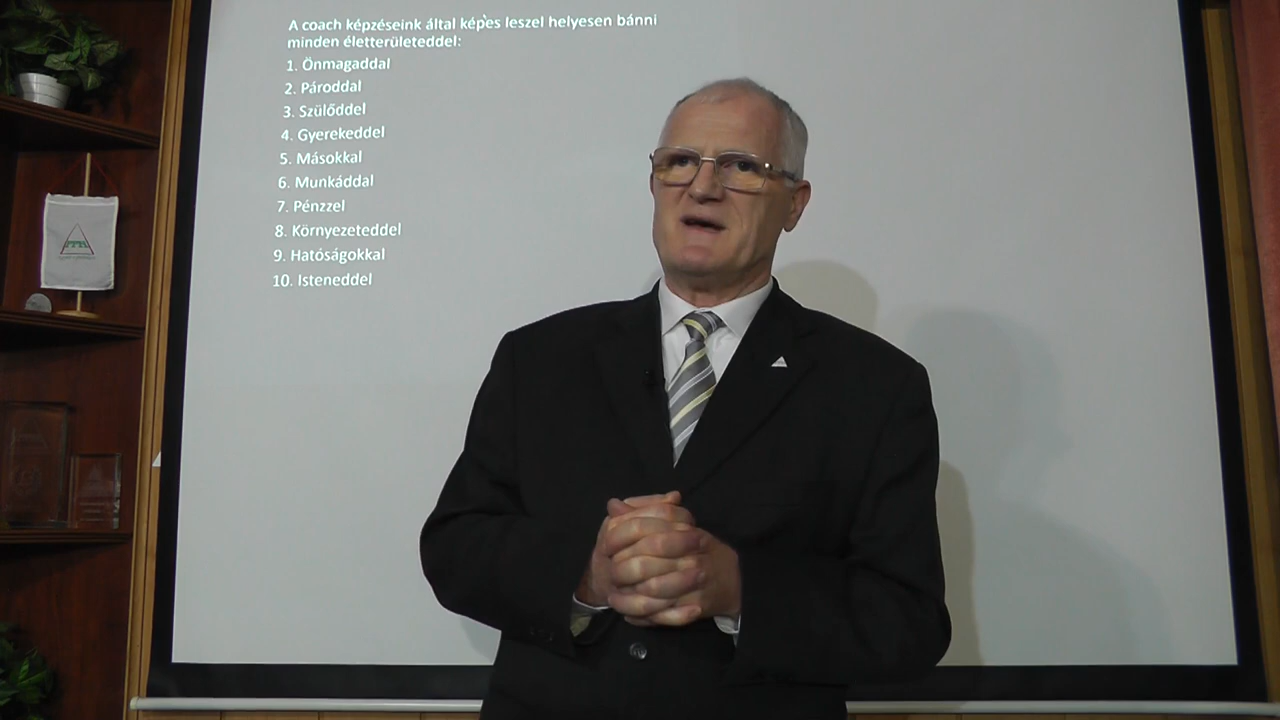 A coach képzéseink által képes leszel helyesen bánni
minden életterületeddel:
1. Önmagaddal
2. Pároddal
3. Szülőddel
4. Gyerekeddel
5. Másokkal
6. Munkáddal
7. Pénzzel
8. Környezeteddel
9. Hatóságokkal
10. Isteneddel